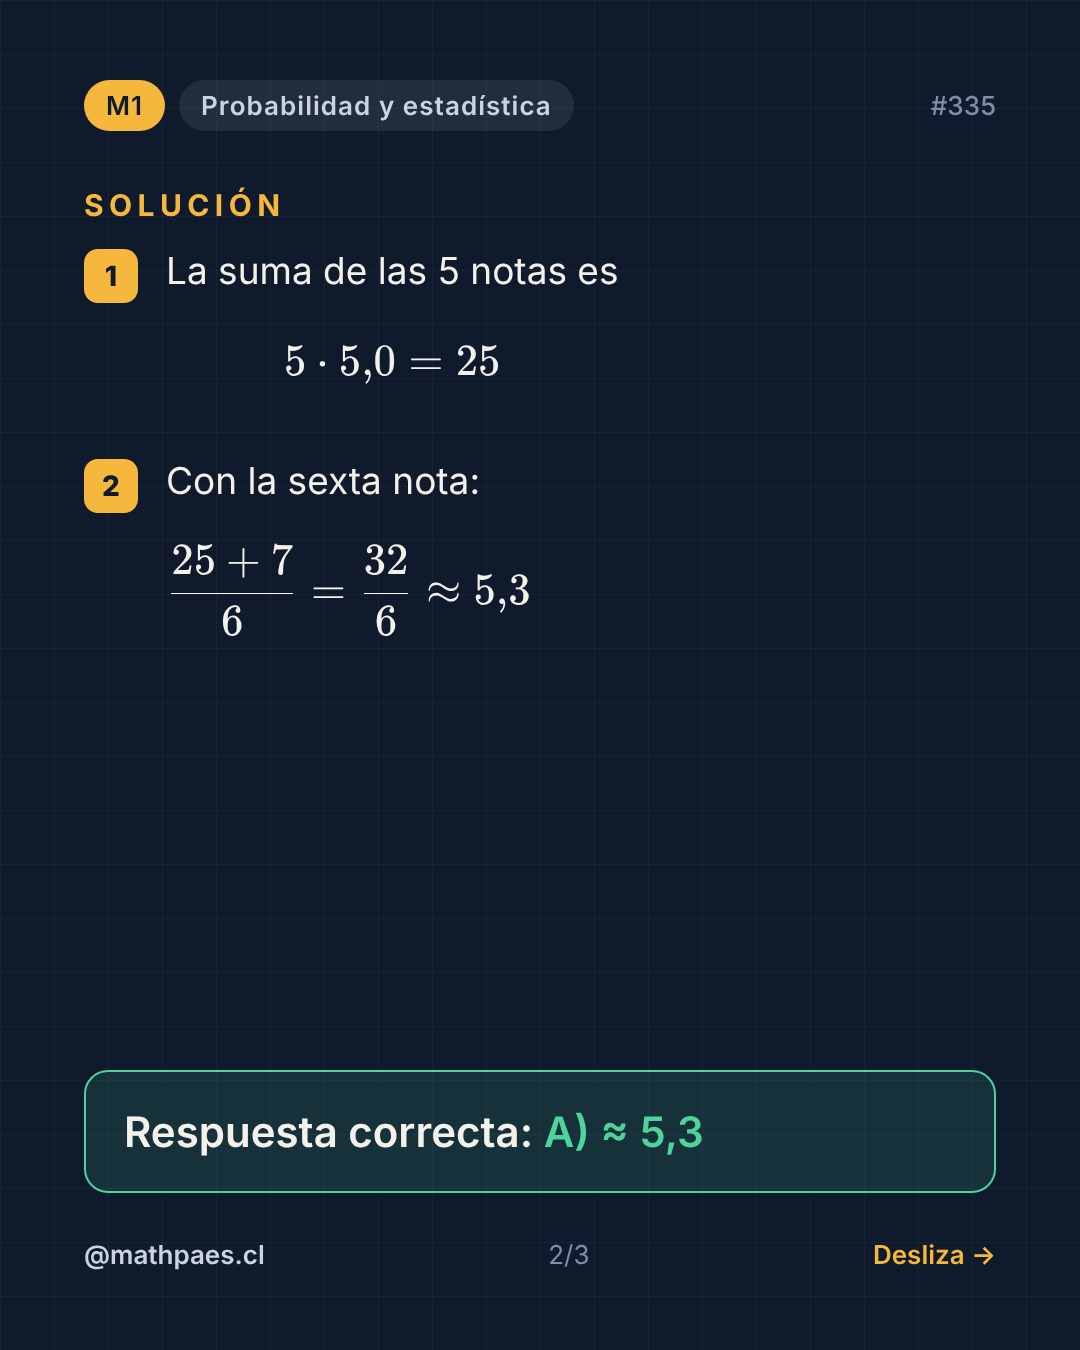 M1 Probabilidad y estadística #335
SOLUCIÓN
1 La suma de las 5 notas es
5 · 5,0 = 25
2 Con la sexta nota:
(25 + 7)/6 = 32/6 ≈ 5,3
Respuesta correcta: A) ≈ 5,3
@mathpaes.cl 2/3 Desliza →